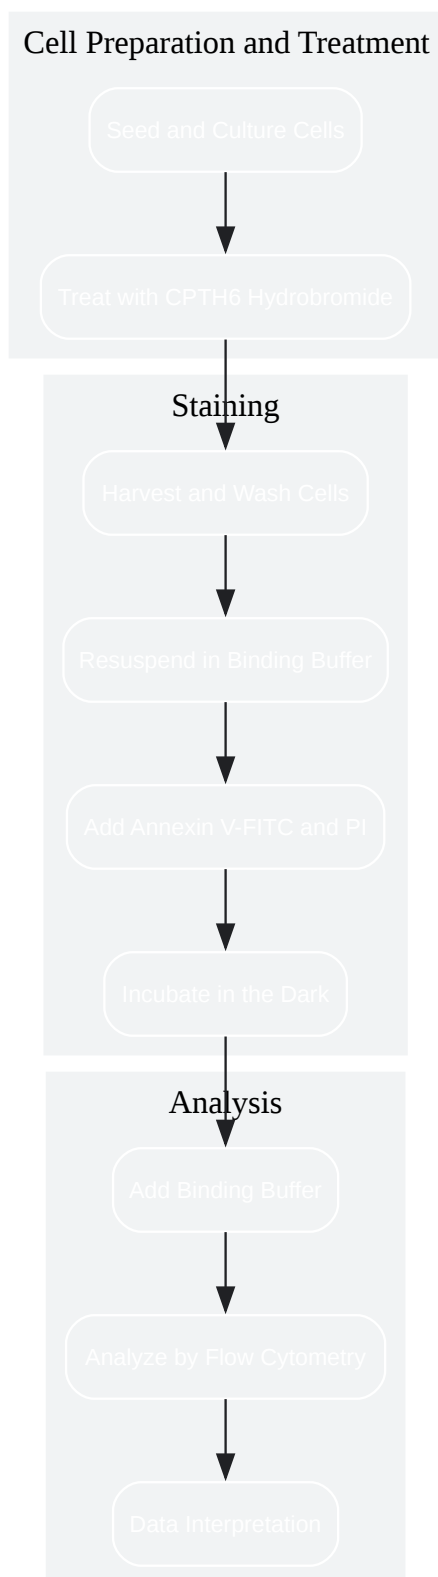 Cell Preparation and Treatment
Seed and Culture Cells
Treat with CPTH6 Hydrobromide
Staining
Harvest and Wash Cells
Resuspend in Binding Buffer
Add Annexin V-FITC and PI
Incubate in the Dark
Analysis
Add Binding Buffer
Analyze by Flow Cytometry
Data Interpretation